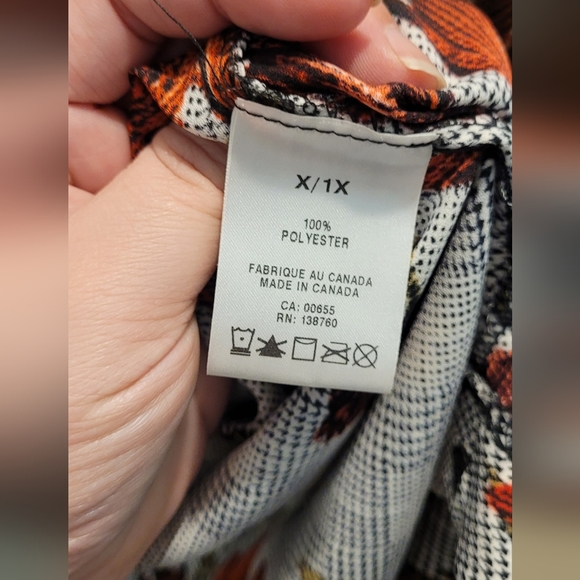 X/1X
100%
POLYESTER
FABRIQUE AU CANADA
MADE IN CANADA
CA: 00655
RN: 138760